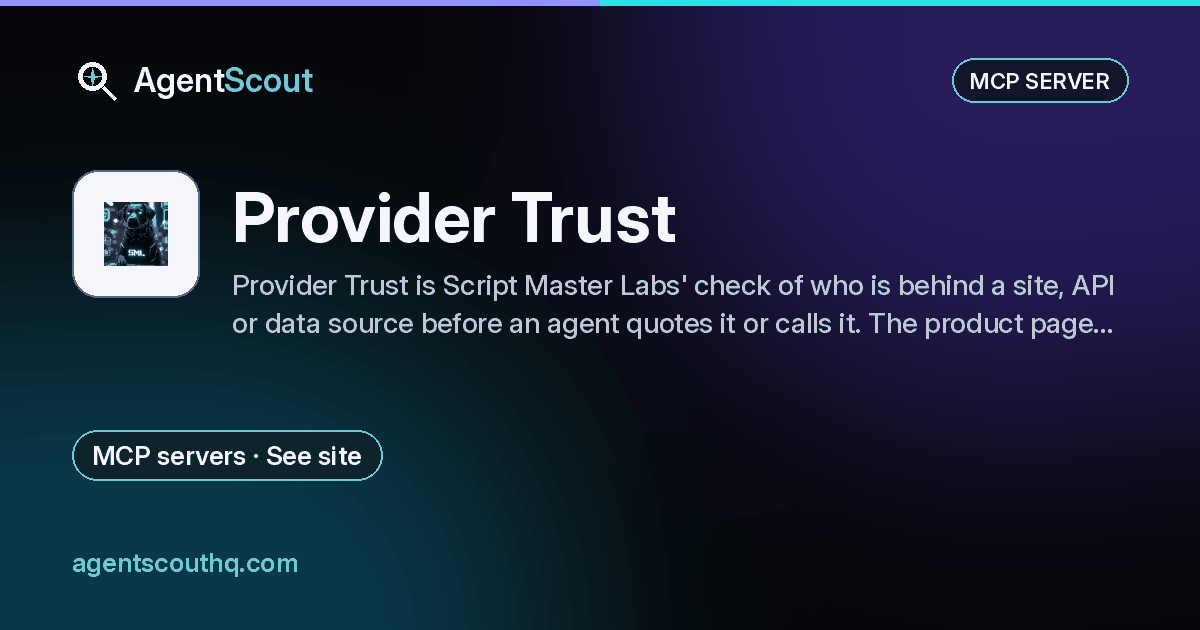 AgentScout
MCP SERVER
SML
Provider Trust
Provider Trust is Script Master Labs' check of who is behind a site, API
or data source before an agent quotes it or calls it. The product page...
MCP servers · See site
agentscouthq.com